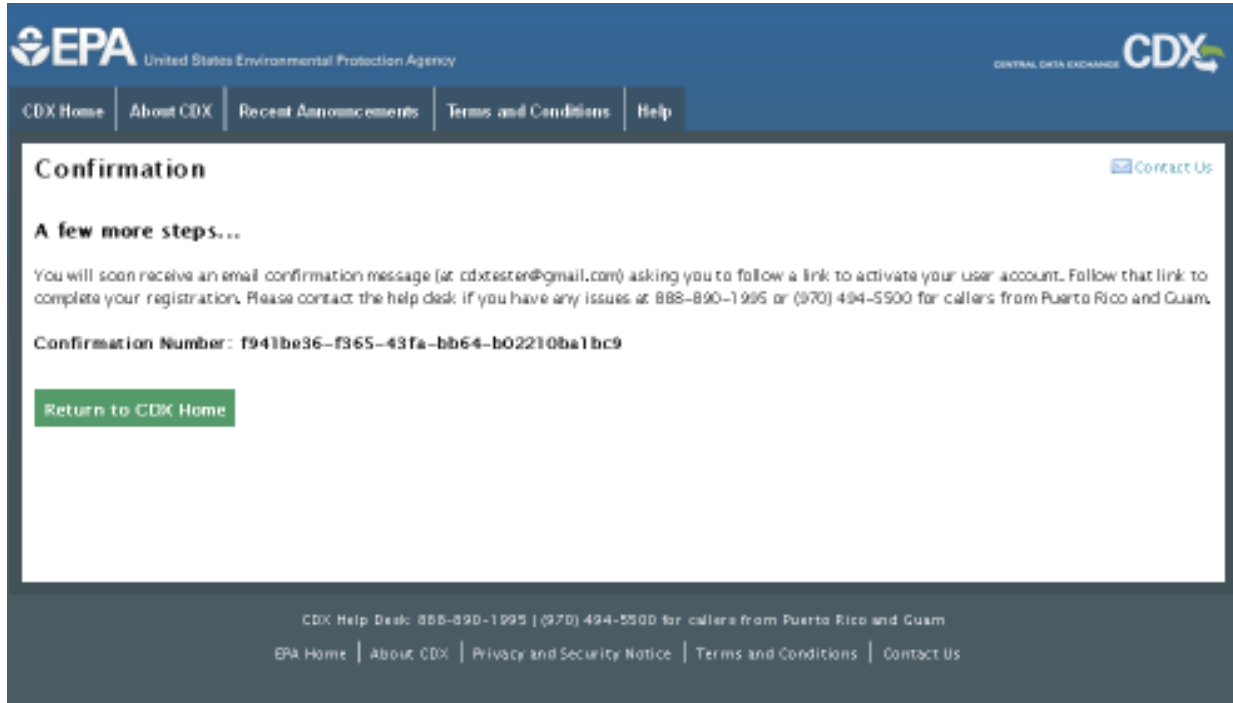 EPA United States Environmental Protection Agency
CENTRAL DATA EXCHANGE CDX
CDX Home About CDX Recent Announcements Terms and Conditions Help
Confirmation
Contact Us
A few more steps...
You will soon receive an email confirmation message (at cdxtester@gmail.com) asking you to follow a link to activate your user account. Follow that link to
complete your registration. Please contact the help desk if you have any issues at 888-890-1995 or (970) 494-5500 for callers from Puerto Rico and Guam.
Confirmation Number: f941be36-f365-43fa-bb64-b02210ba1bc9
Return to CDX Home
CDX Help Desk: 888-890-1995 | (970) 494-5500 for callers from Puerto Rico and Guam
EPA Home | About CDX | Privacy and Security Notice | Terms and Conditions | Contact Us